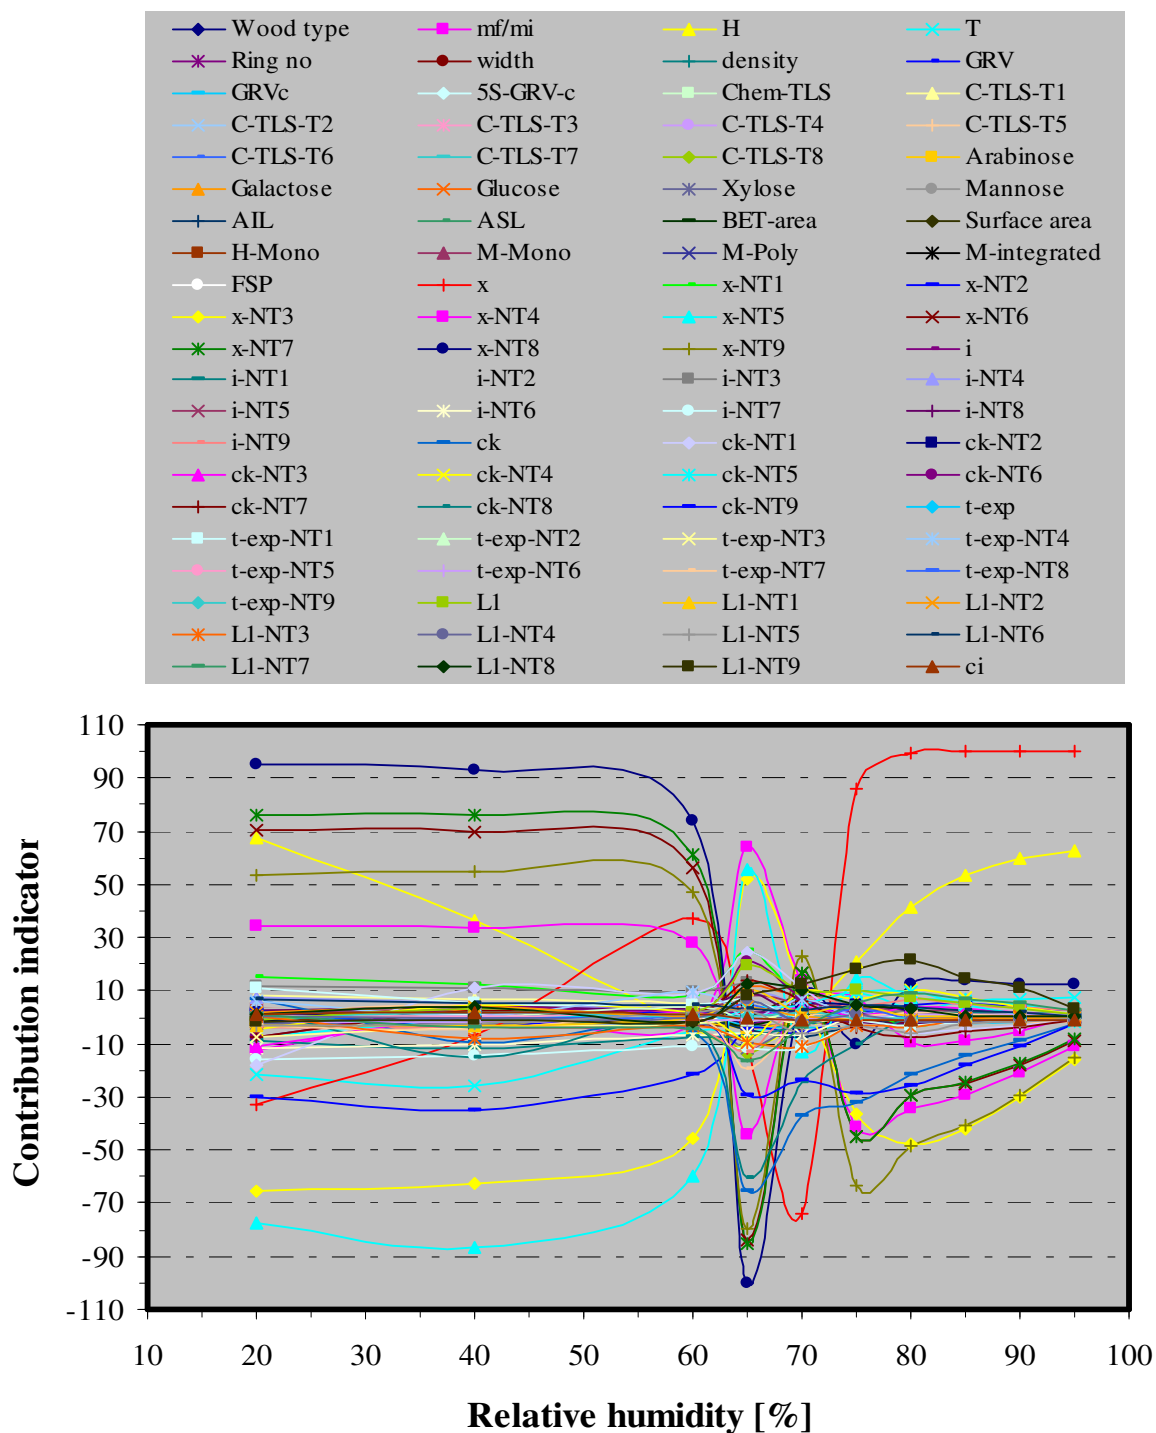 Wood type mf/mi H T
Ring no width density GRV
GRVc 5S-GRV-c Chem-TLS C-TLS-T1
C-TLS-T2 C-TLS-T3 C-TLS-T4 C-TLS-T5
C-TLS-T6 C-TLS-T7 C-TLS-T8 Arabinose
Galactose Glucose Xylose Mannose
AIL ASL BET-area Surface area
H-Mono M-Mono M-Poly M-integrated
FSP x x-NT1 x-NT2
x-NT3 x-NT4 x-NT5 x-NT6
x-NT7 x-NT8 x-NT9 i
i-NT1 i-NT2 i-NT3 i-NT4
i-NT5 i-NT6 i-NT7 i-NT8
i-NT9 ck ck-NT1 ck-NT2
ck-NT3 ck-NT4 ck-NT5 ck-NT6
ck-NT7 ck-NT8 ck-NT9 t-exp
t-exp-NT1 t-exp-NT2 t-exp-NT3 t-exp-NT4
t-exp-NT5 t-exp-NT6 t-exp-NT7 t-exp-NT8
t-exp-NT9 L1 L1-NT1 L1-NT2
L1-NT3 L1-NT4 L1-NT5 L1-NT6
L1-NT7 L1-NT8 L1-NT9 ci
110
90
70
50
30
10
-10
-30
-50
-70
-90
-110
Contribution indicator
10 20 30 40 50 60 70 80 90 100
Relative humidity [%]